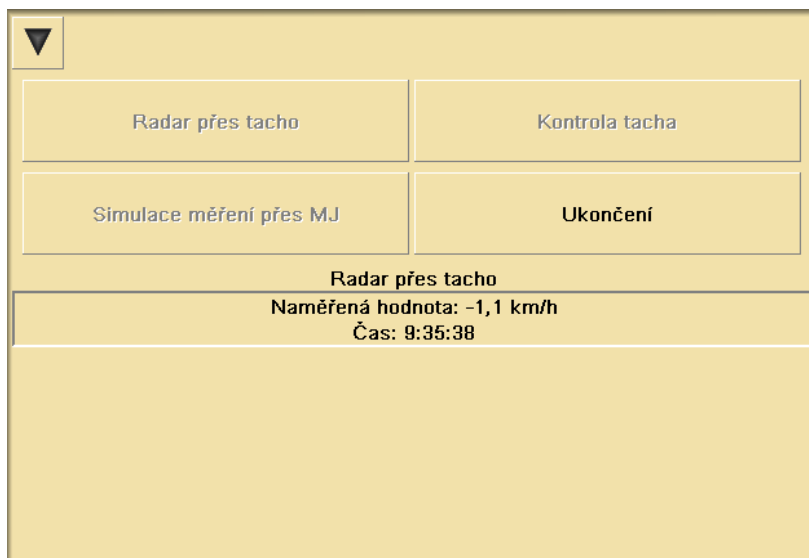 Radar přes tacho
Kontrola tacha
Simulace měření přes MJ
Ukončení
Radar přes tacho
Naměřená hodnota: -1,1 km/h
Čas: 9:35:38